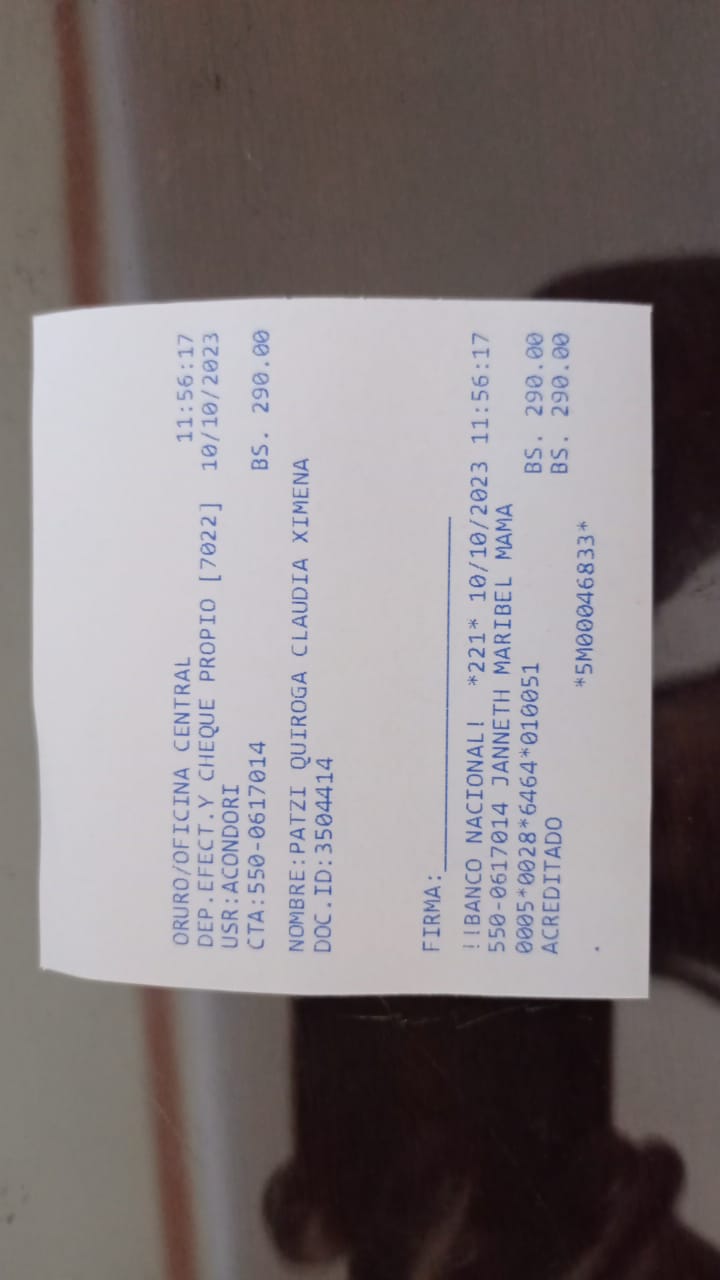 ORURO/OFICINA CENTRAL 11:56:17
DEP.EFECT.Y CHEQUE PROPIO [7022] 10/10/2023
USR:ACONDORI
CTA:550-0617014 BS. 290.00
NOMBRE:PATZI QUIROGA CLAUDIA XIMENA
DOC.ID:3504414
FIRMA:
!!BANCO NACIONAL! *221* 10/10/2023 11:56:17
550-0617014 JANNETH MARIBEL MAMA
0005*0028*6464*010051 BS. 290.00
ACREDITADO BS. 290.00
*5M00046833*
.